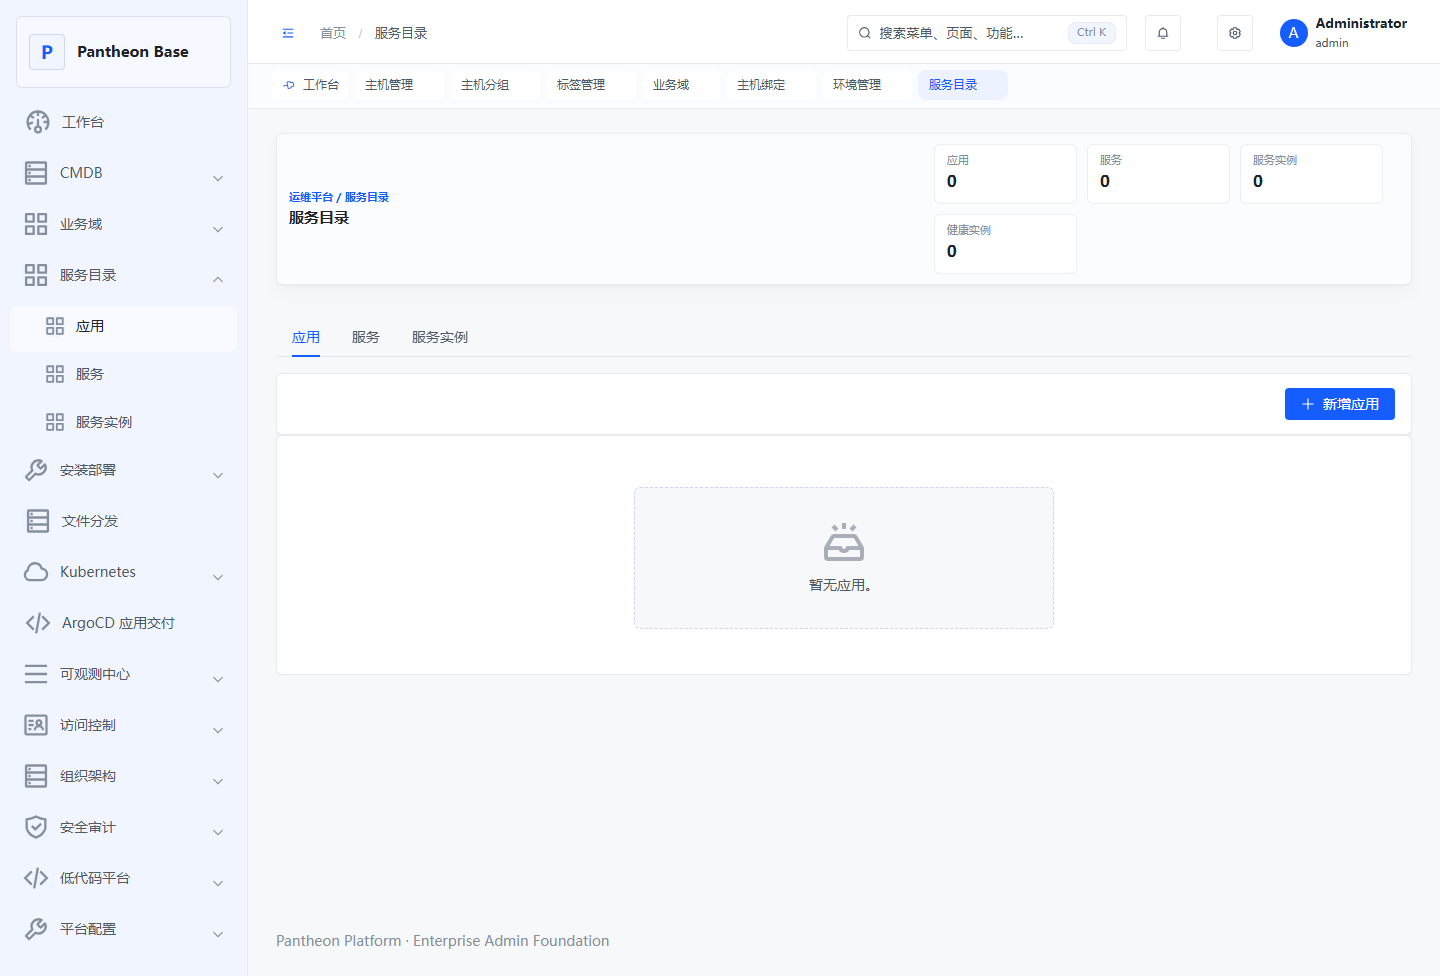 P Pantheon Base
工作台
CMDB
业务域
服务目录
应用
服务
服务实例
安装部署
文件分发
Kubernetes
ArgoCD 应用交付
可观测中心
访问控制
组织架构
安全审计
低代码平台
平台配置
首页 / 服务目录
搜索菜单、页面、功能... Ctrl K
A Administrator
admin
工作台 主机管理 主机分组 标签管理 业务域 主机绑定 环境管理 服务目录
运维平台 / 服务目录
服务目录
应用
0
服务
0
服务实例
0
健康实例
0
应用 服务 服务实例
新增应用
暂无应用。
Pantheon Platform · Enterprise Admin Foundation